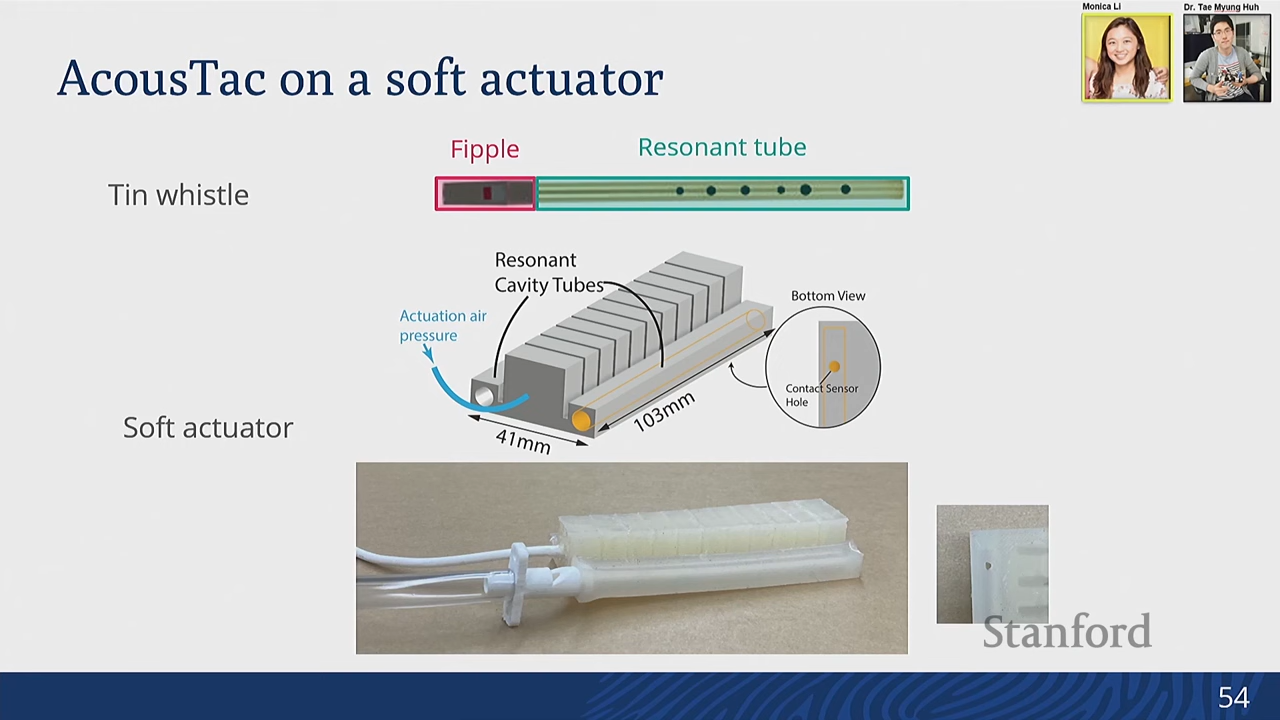 Monica Li
Dr. Tae Myung Huh
AcousTac on a soft actuator
Fipple
Resonant tube
Tin whistle
Resonant
Cavity Tubes
Actuation air
pressure
Bottom View
Contact Sensor
Hole
103mm
41mm
Soft actuator
Stanford
54